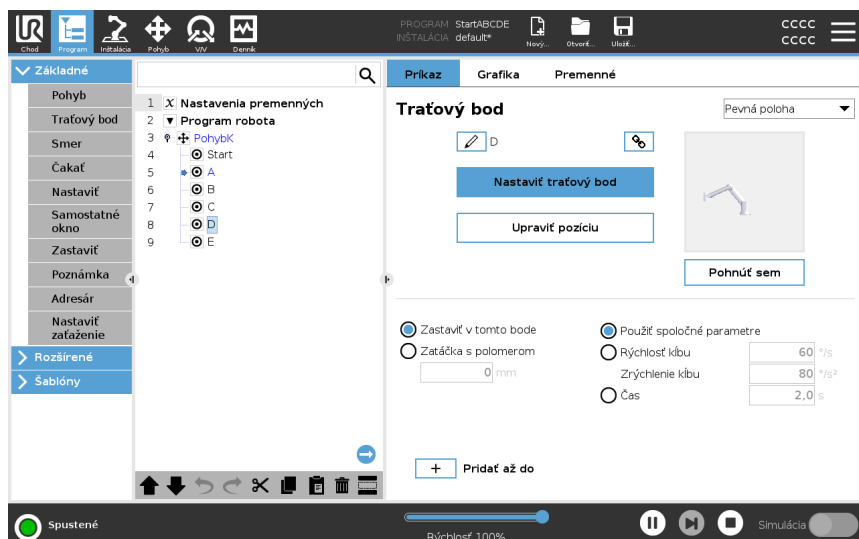 UR
Chod
Program
Inštalácia
Pohyb
V/V
Denník
PROGRAM StartABCDE
INŠTALÁCIA default*
Nový...
Otvoriť...
Uložiť...
cccc
cccc
Základné
Pohyb
Traťový bod
Smer
Čakať
Nastaviť
Samostatné
okno
Zastaviť
Poznámka
Adresár
Nastaviť
zaťaženie
Rozšírené
Šablóny
1 X Nastavenia premenných
2 ▼ Program robota
3 PohybK
4 Start
5 A
6 B
7 C
8 D
9 E
Príkaz
Grafika
Premenné
Traťový bod
Pevná poloha
D
Nastaviť traťový bod
Upraviť pozíciu
Pohnúť sem
Zastaviť v tomto bode
Zatáčka s polomerom
0 mm
Použiť spoločné parametre
Rýchlosť kĺbu 60 °/s
Zrýchlenie kĺbu 80 °/s²
Čas 2,0 s
+ Pridať až do
Spustené
Rýchlosť 100%
Simulácia